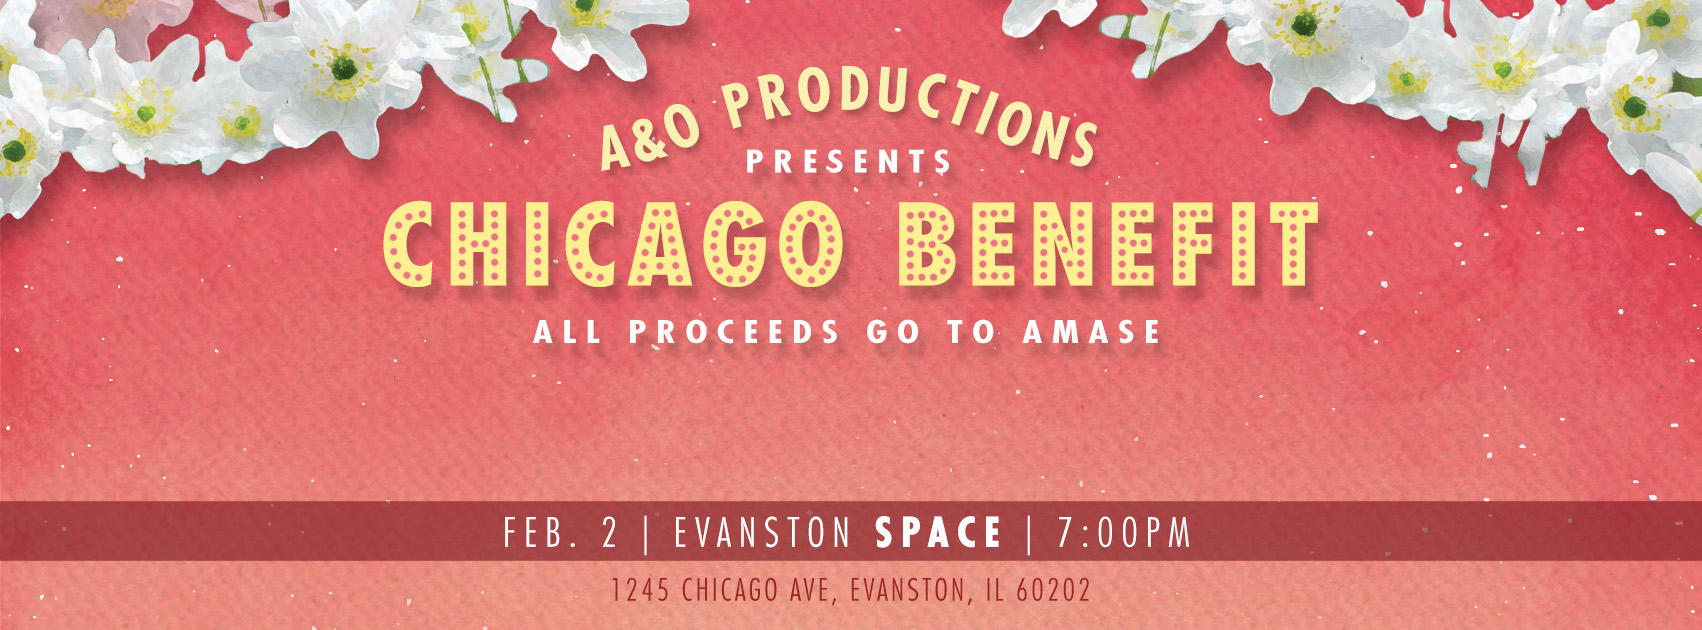 A&O PRODUCTIONS
PRESENTS
CHICAGO BENEFIT
ALL PROCEEDS GO TO AMASE
FEB. 2 | EVANSTON SPACE | 7:00PM
1245 CHICAGO AVE, EVANSTON, IL 60202